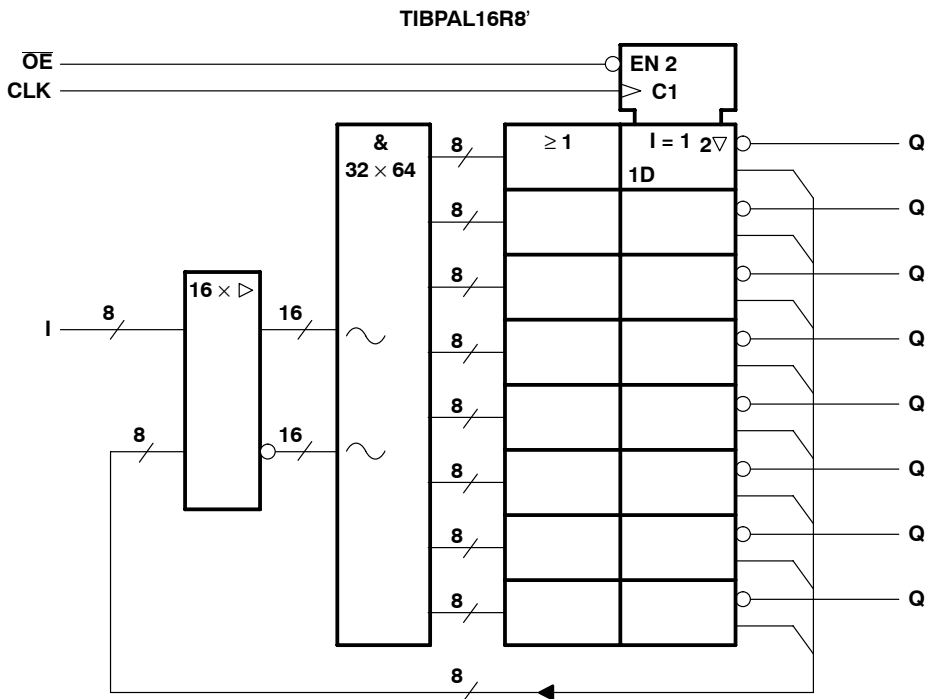 TIBPAL16R8'
OE
EN 2
CLK
C1
&
32 × 64
8
≥ 1
I = 1
2▽
1D
Q
8
Q
8
Q
16 × ▷
I
8
16
8
Q
8
16
8
Q
8
Q
8
Q
8
Q
8